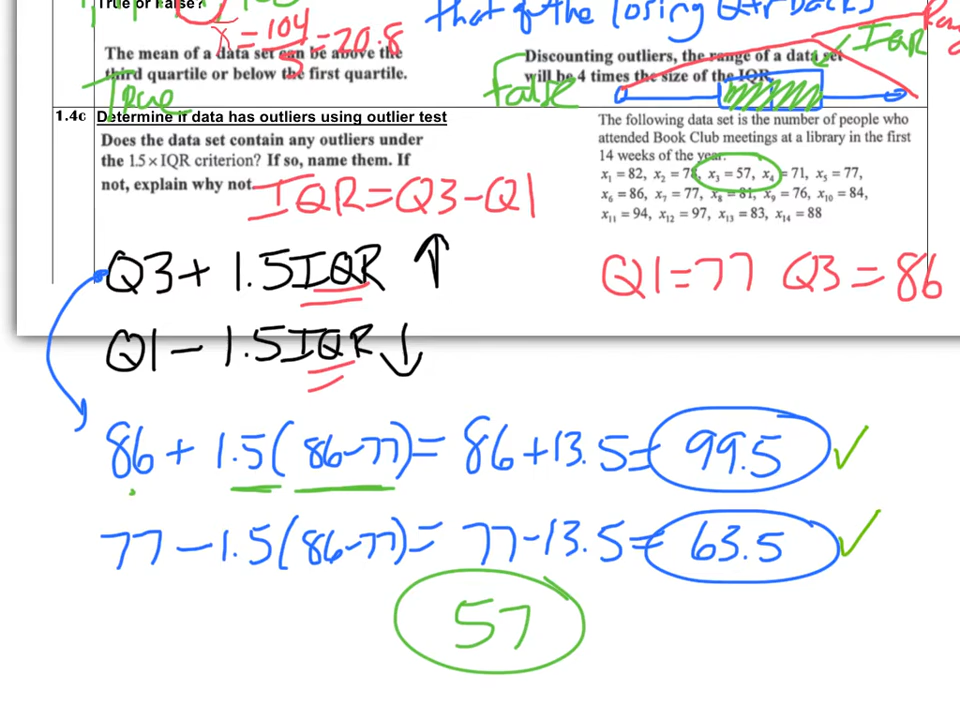 True or False?
that of the losing QTR backs
x̄ = 104/5 = 20.8
The mean of a data set can be above the
third quartile or below the first quartile.
True
Discounting outliers, the range of a data set
will be 4 times the size of the IQR.
False
IQR
1.4c Determine if data has outliers using outlier test
Does the data set contain any outliers under
the 1.5 × IQR criterion? If so, name them. If
not, explain why not.
IQR = Q3 - Q1
The following data set is the number of people who
attended Book Club meetings at a library in the first
14 weeks of the year.
x₁ = 82, x₂ = 78, x₃ = 57, x₄ = 71, x₅ = 77,
x₆ = 86, x₇ = 77, x₈ = 81, x₉ = 76, x₁₀ = 84,
x₁₁ = 94, x₁₂ = 97, x₁₃ = 83, x₁₄ = 88
Q1 = 77 Q3 = 86
Q3 + 1.5IQR ↑
Q1 - 1.5IQR ↓
86 + 1.5(86-77) = 86 + 13.5 = 99.5 ✓
77 - 1.5(86-77) = 77 - 13.5 = 63.5 ✓
57